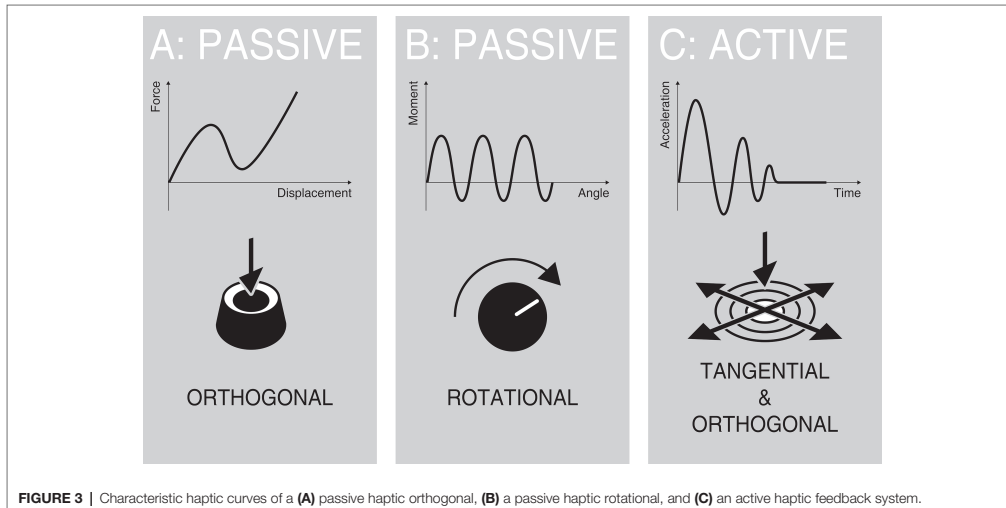 A: PASSIVE
Force
Displacement
ORTHOGONAL
B: PASSIVE
Moment
Angle
ROTATIONAL
C: ACTIVE
Acceleration
Time
TANGENTIAL
&
ORTHOGONAL
FIGURE 3 | Characteristic haptic curves of a (A) passive haptic orthogonal, (B) a passive haptic rotational, and (C) an active haptic feedback system.